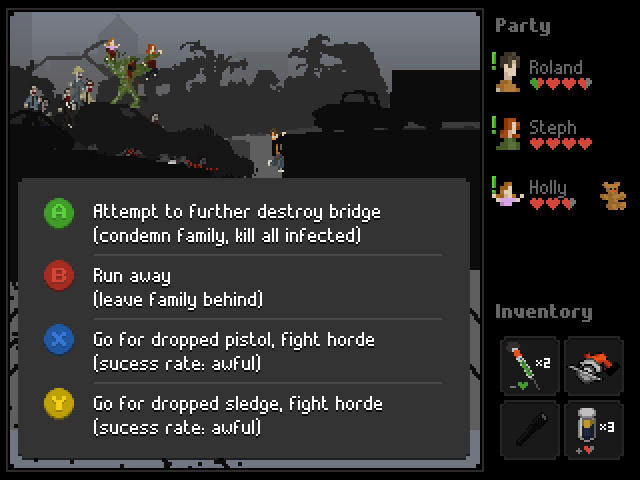 Party
Roland
Steph
Holly
A
Attempt to further destroy bridge
(condemn family, kill all infected)
B
Run away
(leave family behind)
X
Go for dropped pistol, fight horde
(sucess rate: awful)
Y
Go for dropped sledge, fight horde
(sucess rate: awful)
Inventory
x2
x3